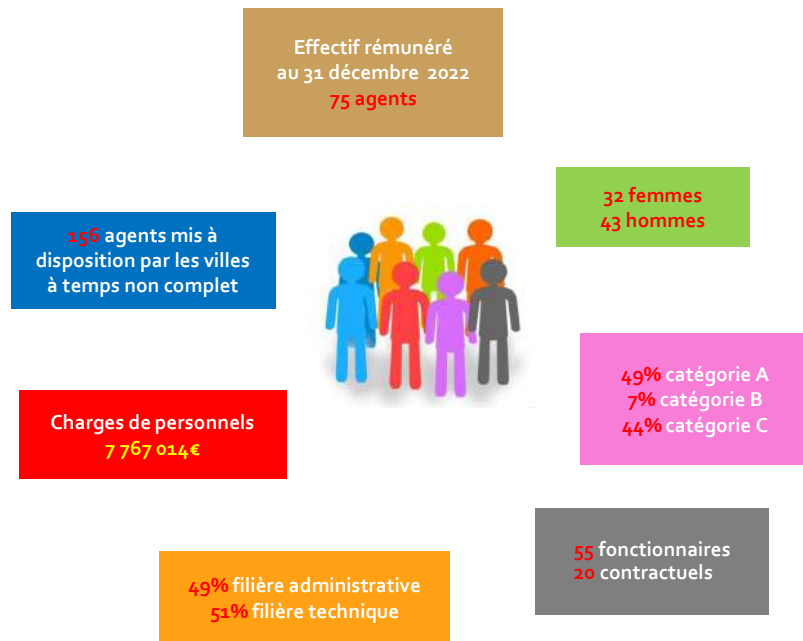 Effectif rémunéré
au 31 décembre 2022
75 agents
32 femmes
43 hommes
156 agents mis à
disposition par les villes
à temps non complet
49% catégorie A
7% catégorie B
44% catégorie C
Charges de personnels
7 767 014€
55 fonctionnaires
20 contractuels
49% filière administrative
51% filière technique